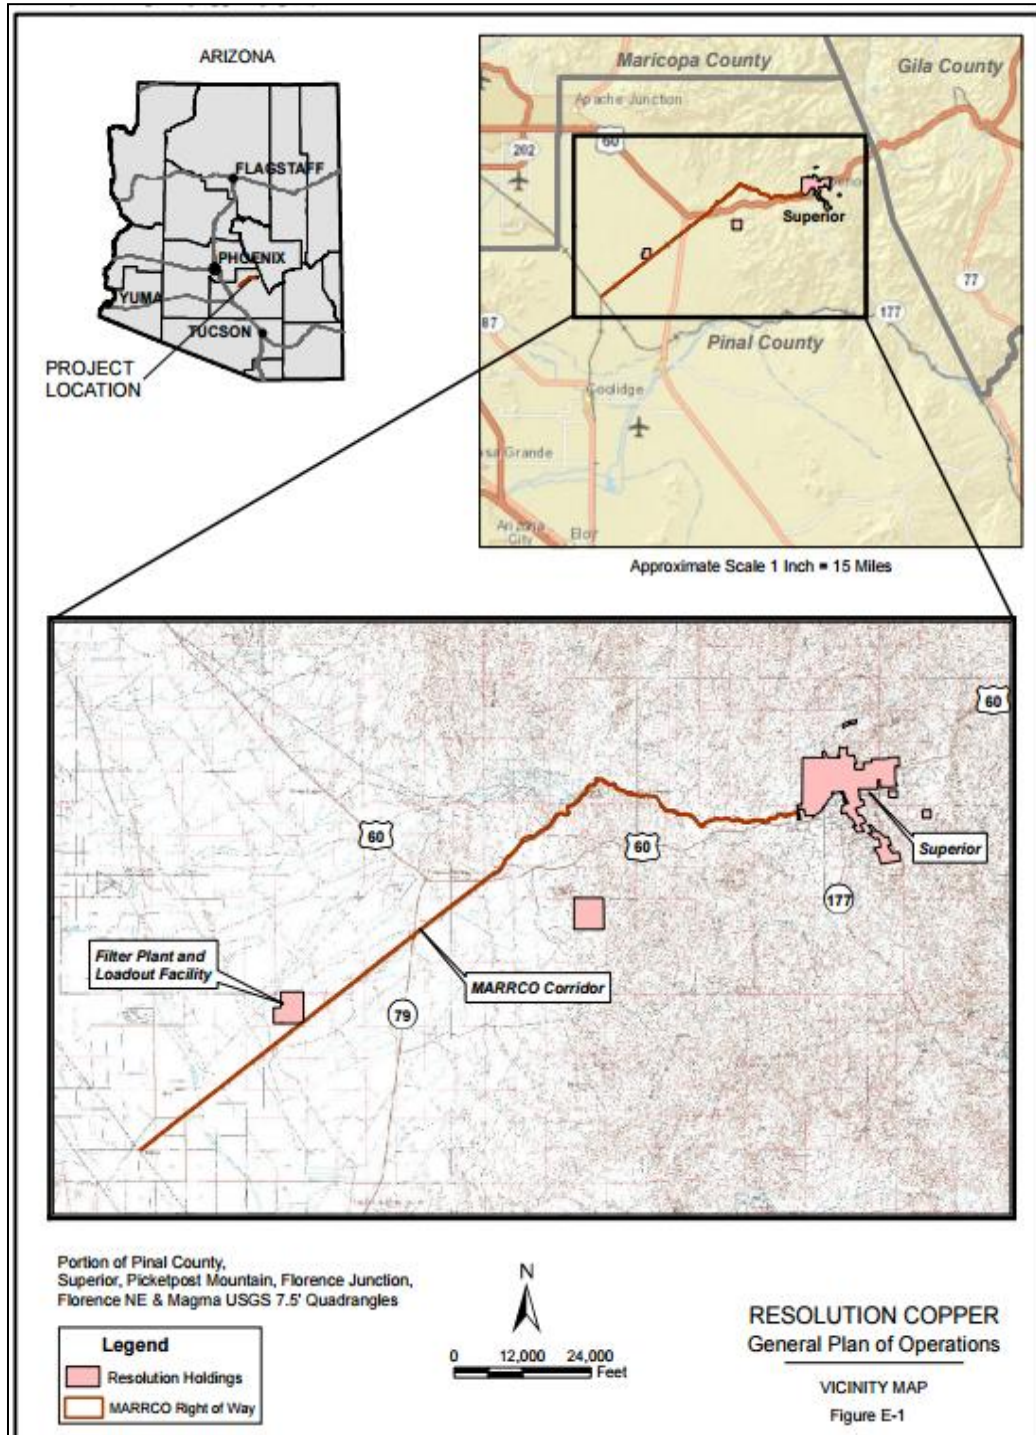 ARIZONA
FLAGSTAFF
PHOENIX
YUMA
TUCSON
PROJECT
LOCATION
Maricopa County
Gila County
Apache Junction
60
202
Superior
77
177
87
Pinal County
Coolidge
sa Grande
Arizona
City
Eloy
Approximate Scale 1 Inch = 15 Miles
60
60
60
Superior
177
Filter Plant and
Loadout Facility
MARRCO Corridor
79
Portion of Pinal County,
Superior, Picketpost Mountain, Florence Junction,
Florence NE & Magma USGS 7.5' Quadrangles
N
0 12,000 24,000
Feet
Legend
Resolution Holdings
MARRCO Right of Way
RESOLUTION COPPER
General Plan of Operations
VICINITY MAP
Figure E-1